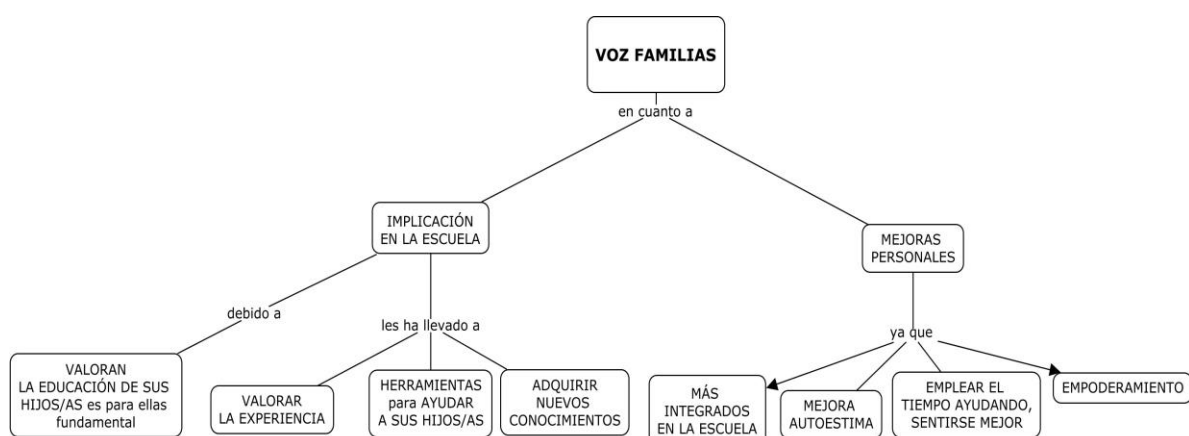 VOZ FAMILIAS
en cuanto a
IMPLICACIÓN
EN LA ESCUELA
MEJORAS
PERSONALES
debido a
les ha llevado a
ya que
VALORAN
LA EDUCACIÓN DE SUS
HIJOS/AS es para ellas
fundamental
VALORAR
LA EXPERIENCIA
HERRAMIENTAS
para AYUDAR
A SUS HIJOS/AS
ADQUIRIR
NUEVOS
CONOCIMIENTOS
MÁS
INTEGRADOS
EN LA ESCUELA
MEJORA
AUTOESTIMA
EMPLEAR EL
TIEMPO AYUDANDO,
SENTIRSE MEJOR
EMPODERAMIENTO